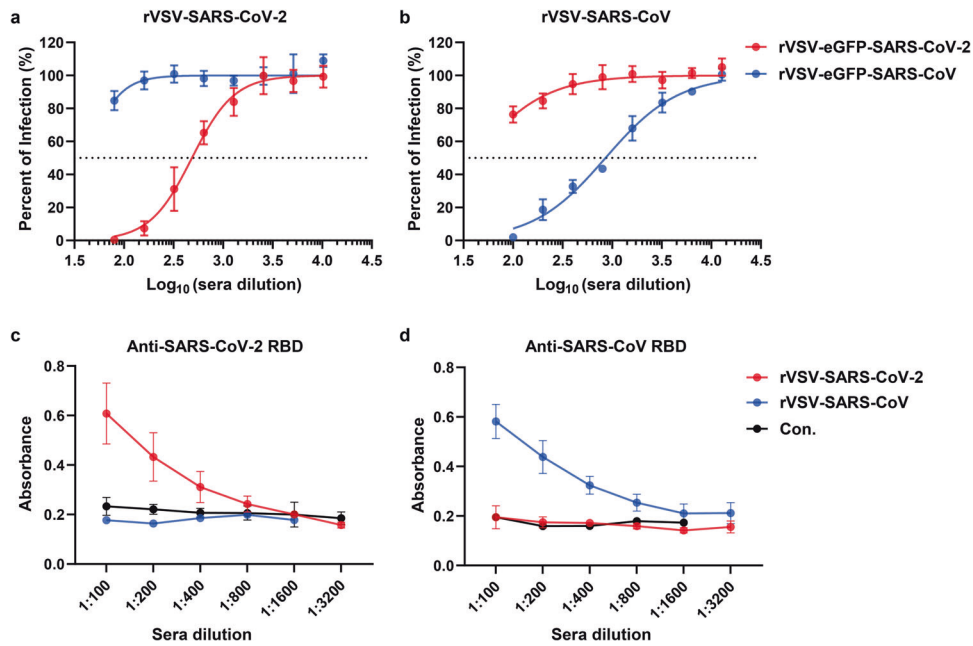 a
rVSV-SARS-CoV-2
Percent of Infection (%)
120
100
80
60
40
20
0
1.5 2.0 2.5 3.0 3.5 4.0 4.5
Log10 (sera dilution)
b
rVSV-SARS-CoV
Percent of Infection (%)
120
100
80
60
40
20
0
1.5 2.0 2.5 3.0 3.5 4.0 4.5
Log10 (sera dilution)
rVSV-eGFP-SARS-CoV-2
rVSV-eGFP-SARS-CoV
c
Anti-SARS-CoV-2 RBD
Absorbance
0.8
0.6
0.4
0.2
0.0
1:100 1:200 1:400 1:800 1:1600 1:3200
Sera dilution
d
Anti-SARS-CoV RBD
Absorbance
0.8
0.6
0.4
0.2
0.0
1:100 1:200 1:400 1:800 1:1600 1:3200
Sera dilution
rVSV-SARS-CoV-2
rVSV-SARS-CoV
Con.